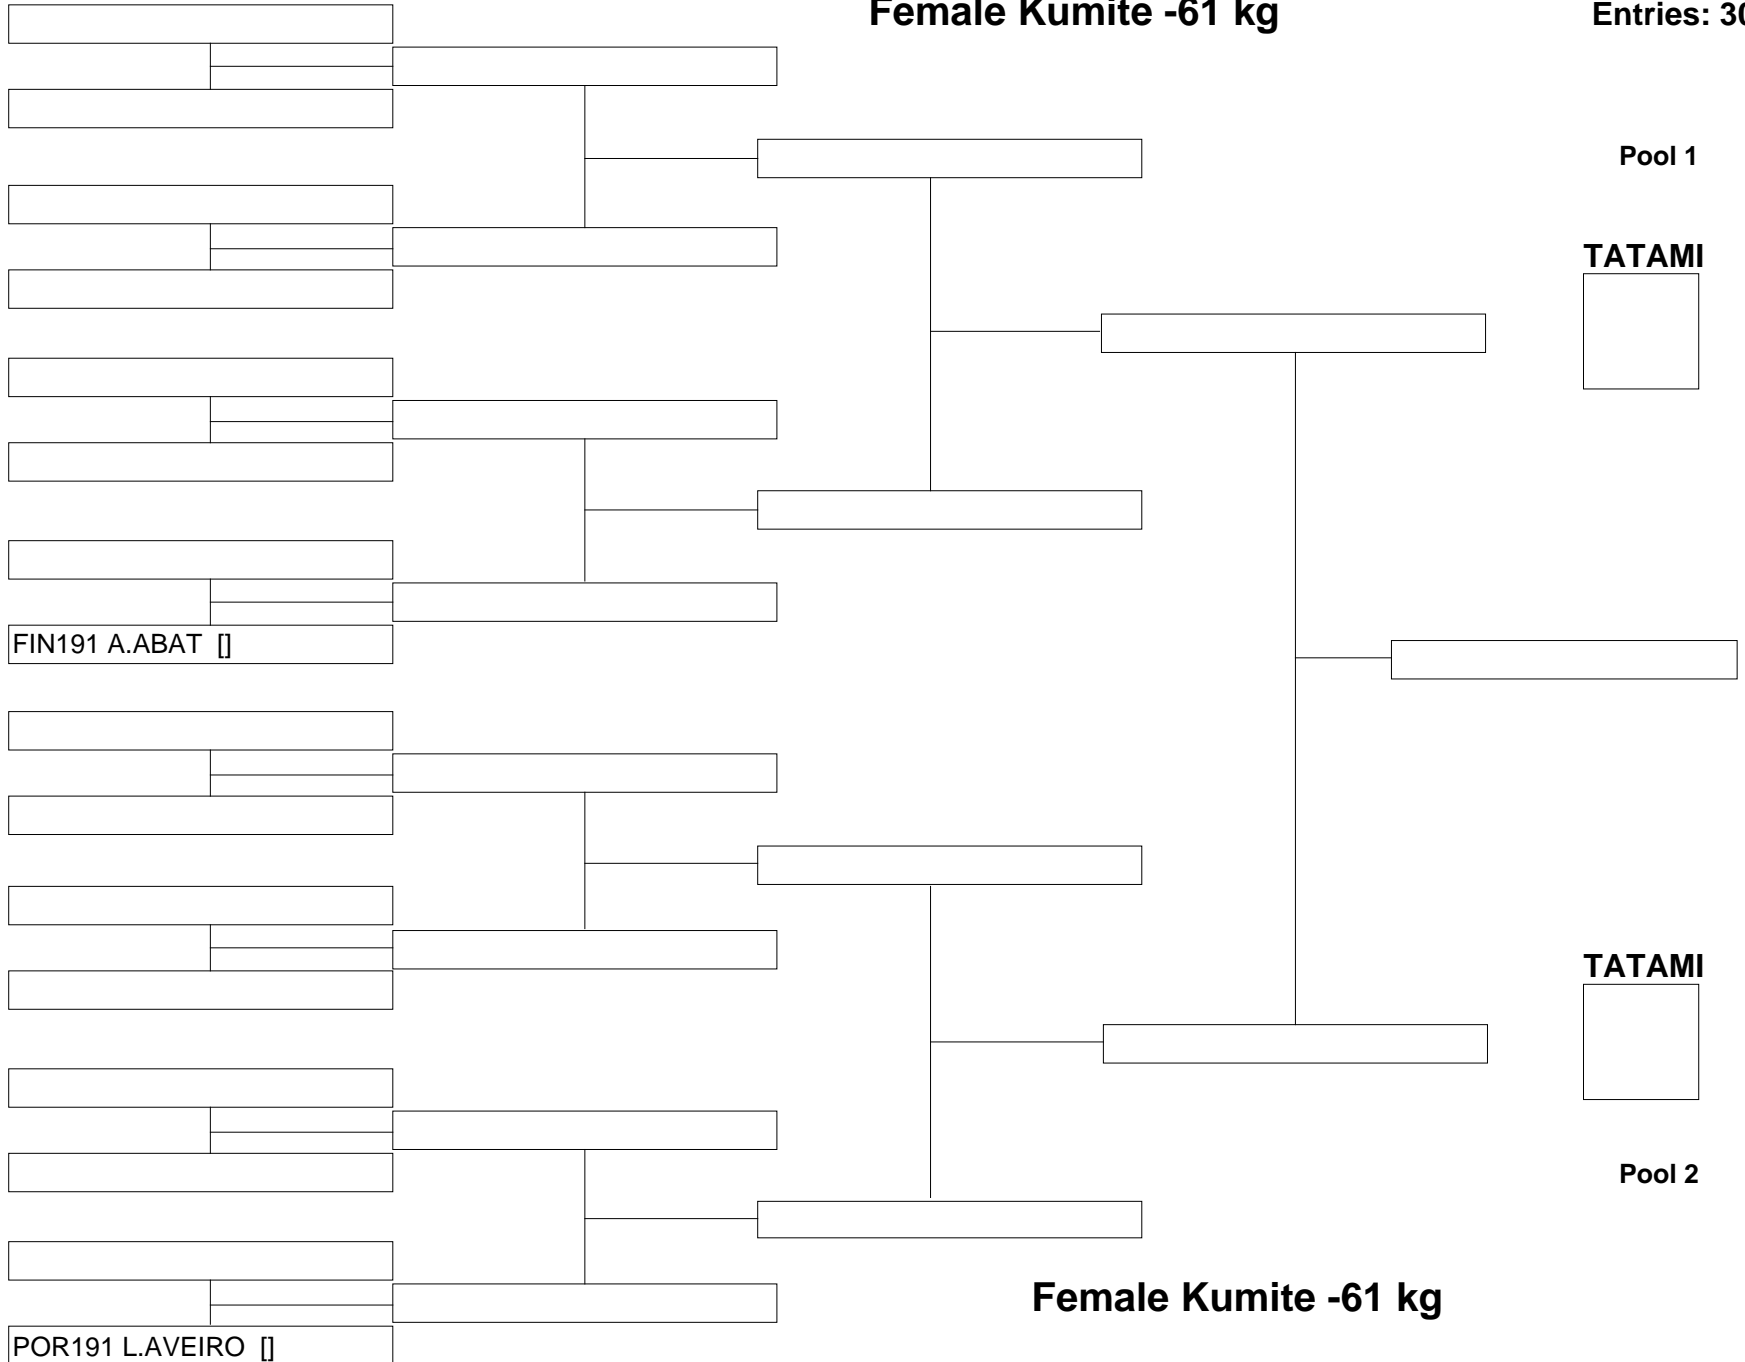 Female Kumite -61 kg
Entries: 30
Pool 1
TATAMI
FIN191 A.ABAT []
TATAMI
Pool 2
Female Kumite -61 kg
POR191 L.AVEIRO []